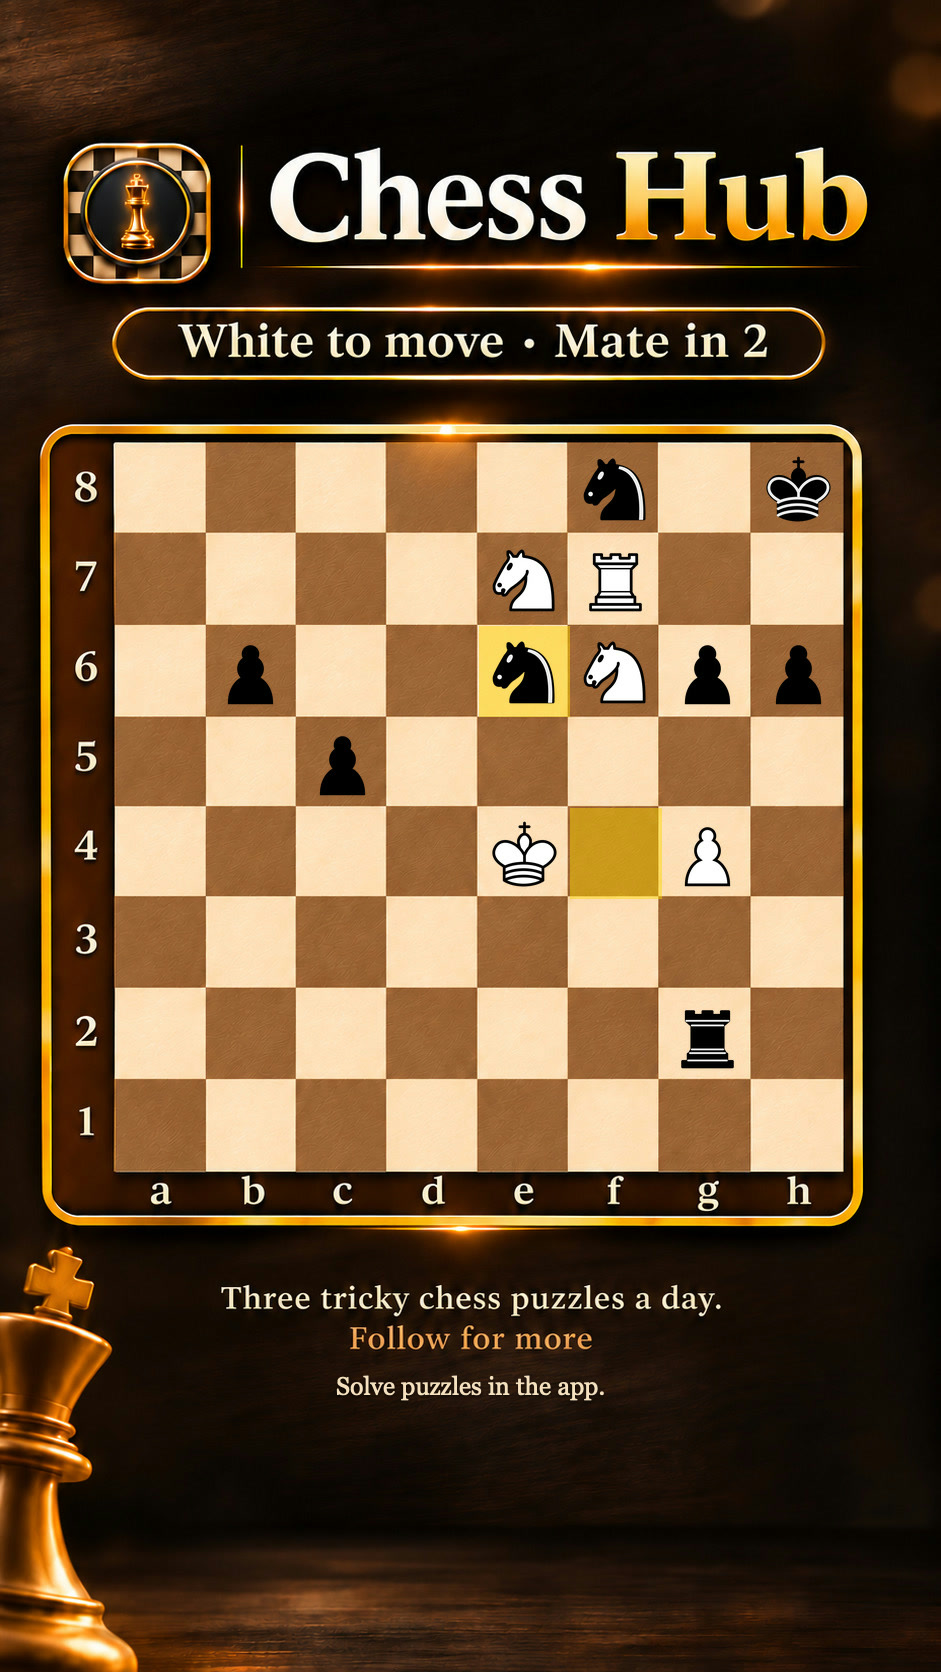 Chess Hub
White to move • Mate in 2
8
7
6
5
4
3
2
1
a b c d e f g h
Three tricky chess puzzles a day.
Follow for more
Solve puzzles in the app.